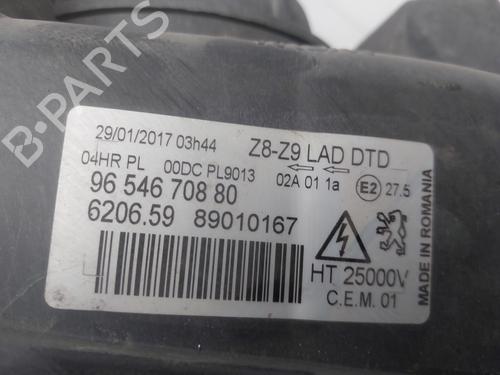 B-PARTS
29/01/2017 03h44 Z8-Z9 LAD DTD
04HR PL 00DC PL9013 02A 01 1a E2 27.5
96 546 708 80
6206.59 89010167
HT 25000V
C.E.M. 01
MADE IN ROMANIA